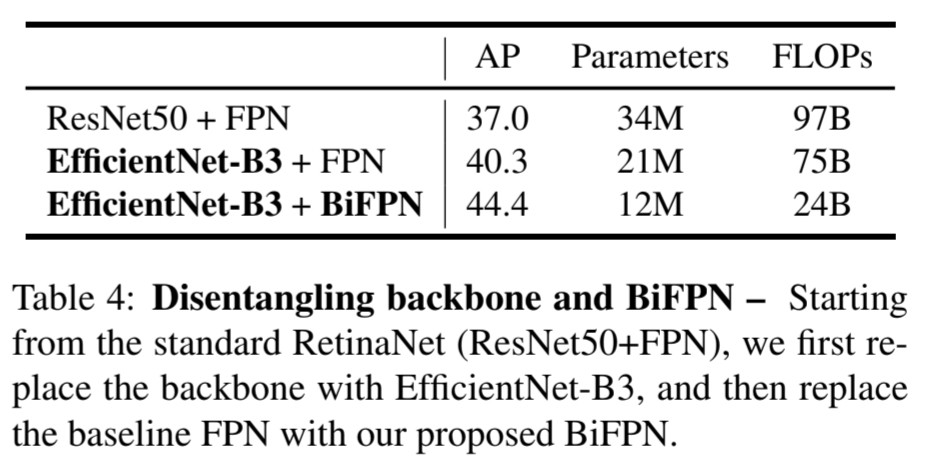 AP Parameters FLOPs
ResNet50 + FPN 37.0 34M 97B
EfficientNet-B3 + FPN 40.3 21M 75B
EfficientNet-B3 + BiFPN 44.4 12M 24B
Table 4: Disentangling backbone and BiFPN – Starting
from the standard RetinaNet (ResNet50+FPN), we first re-
place the backbone with EfficientNet-B3, and then replace
the baseline FPN with our proposed BiFPN.